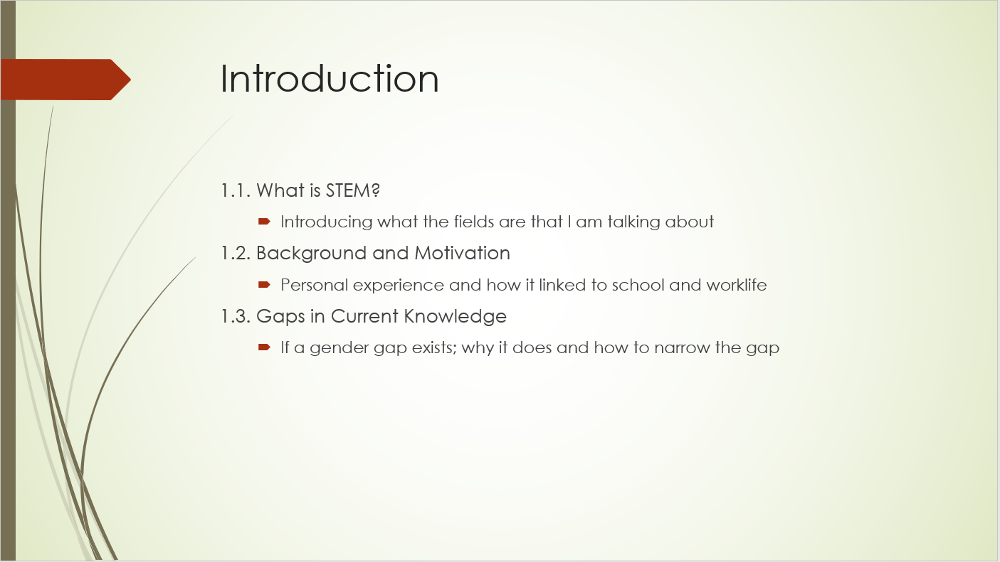 Introduction
1.1. What is STEM?
Introducing what the fields are that I am talking about
1.2. Background and Motivation
Personal experience and how it linked to school and worklife
1.3. Gaps in Current Knowledge
If a gender gap exists; why it does and how to narrow the gap